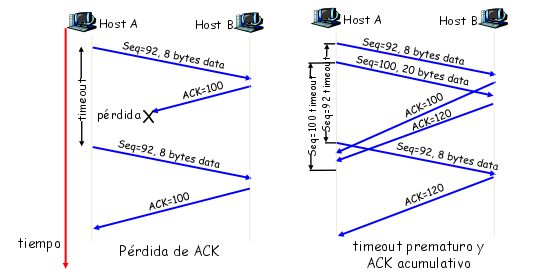 Host A
Host B
Seq=92, 8 bytes data
timeout
ACK=100
pérdida
X
Seq=92, 8 bytes data
ACK=100
tiempo
Pérdida de ACK
Host A
Host B
Seq=92, 8 bytes data
Seq=100, 20 bytes data
Seq=92 timeout
Seq=100 timeout
ACK=100
ACK=120
Seq=92, 8 bytes data
ACK=120
timeout prematuro y
ACK acumulativo